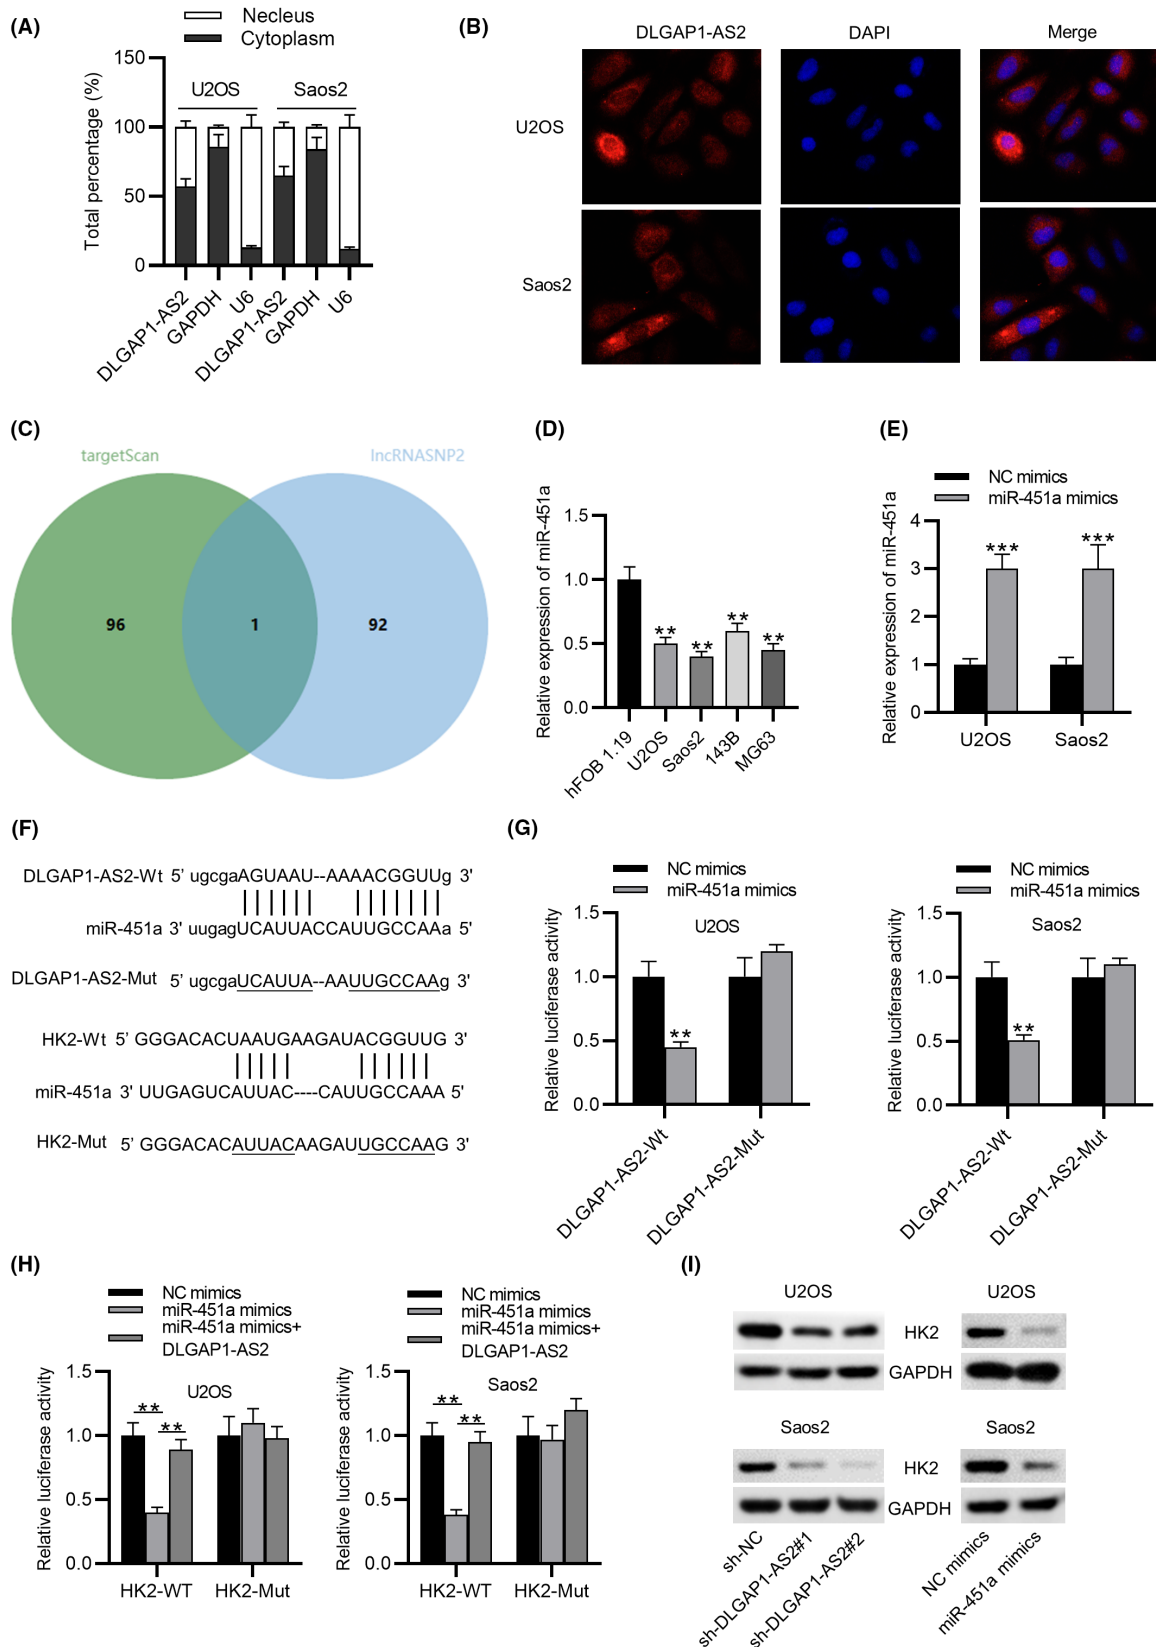 (A)
Necleus
Cytoplasm
Total percentage (%)
150
100
50
0
U2OS
Saos2
DLGAP1-AS2
GAPDH
U6
DLGAP1-AS2
GAPDH
U6
(B)
DLGAP1-AS2
DAPI
Merge
U2OS
Saos2
(C)
targetScan
lncRNASNP2
96
1
92
(D)
Relative expression of miR-451a
1.5
1.0
0.5
0.0
**
**
**
**
hFOB 1.19
U2OS
Saos2
143B
MG63
(E)
NC mimics
miR-451a mimics
Relative expression of miR-451a
4
3
2
1
0
***
***
U2OS
Saos2
(F)
DLGAP1-AS2-Wt 5' ugcgaAGUAAU--AAAACGGUUg 3'
miR-451a 3' uugagUCAUUACCAUUGCCAAa 5'
DLGAP1-AS2-Mut 5' ugcgaUCAUUA--AAUUGCCAAg 3'
HK2-Wt 5' GGGACACUAAUGAAGAUACGGUUG 3'
miR-451a 3' UUGAGUCAUUAC----CAUUGCCAAA 5'
HK2-Mut 5' GGGACACAUUACAAGAUUGCCAAG 3'
(G)
NC mimics
miR-451a mimics
Relative luciferase activity
1.5
1.0
0.5
0.0
U2OS
**
DLGAP1-AS2-Wt
DLGAP1-AS2-Mut
NC mimics
miR-451a mimics
Relative luciferase activity
1.5
1.0
0.5
0.0
Saos2
**
DLGAP1-AS2-Wt
DLGAP1-AS2-Mut
(H)
NC mimics
miR-451a mimics
miR-451a mimics+
DLGAP1-AS2
Relative luciferase activity
1.5
1.0
0.5
0.0
U2OS
**
**
HK2-WT
HK2-Mut
NC mimics
miR-451a mimics
miR-451a mimics+
DLGAP1-AS2
Relative luciferase activity
1.5
1.0
0.5
0.0
Saos2
**
**
HK2-WT
HK2-Mut
(I)
U2OS
U2OS
HK2
GAPDH
Saos2
Saos2
HK2
GAPDH
sh-NC
sh-DLGAP1-AS2#1
sh-DLGAP1-AS2#2
NC mimics
miR-451a mimics